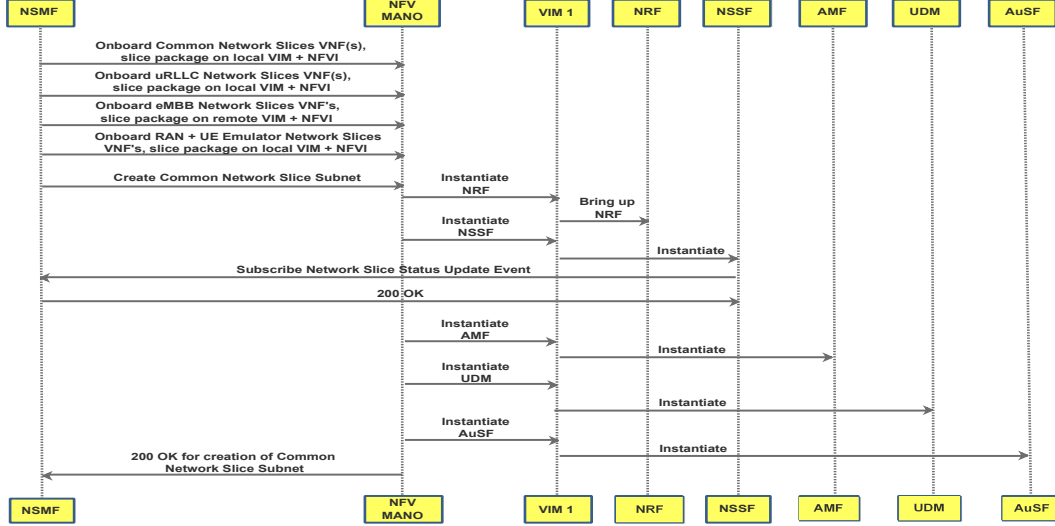 NSMF
NFV
MANO
VIM 1
NRF
NSSF
AMF
UDM
AuSF
Onboard Common Network Slices VNF(s),
slice package on local VIM + NFVI
Onboard uRLLC Network Slices VNF(s),
slice package on local VIM + NFVI
Onboard eMBB Network Slices VNF's,
slice package on remote VIM + NFVI
Onboard RAN + UE Emulator Network Slices
VNF's, slice package on local VIM + NFVI
Create Common Network Slice Subnet
Instantiate
NRF
Bring up
NRF
Instantiate
NSSF
Instantiate
Subscribe Network Slice Status Update Event
200 OK
Instantiate
AMF
Instantiate
Instantiate
UDM
Instantiate
Instantiate
AuSF
Instantiate
200 OK for creation of Common
Network Slice Subnet
NSMF
NFV
MANO
VIM 1
NRF
NSSF
AMF
UDM
AuSF